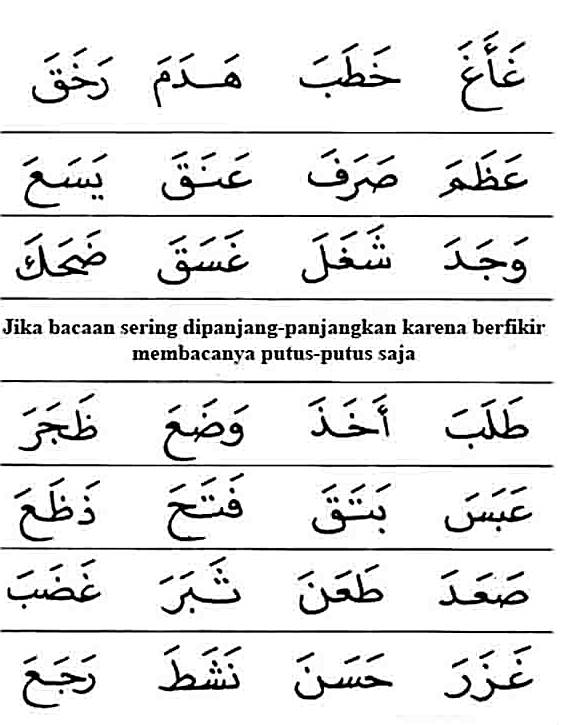 غَأَغَ خَطَبَ هَدَمَ رَخَقَ
عَظَمَ صَرَفَ عَنَقَ يَسَعَ
وَجَدَ شَغَلَ غَسَقَ ضَحَكَ
Jika bacaan sering dipanjang-panjangkan karena berfikir
membacanya putus-putus saja
طَلَبَ أَخَذَ وَضَعَ ظَجَرَ
عَبَسَ بَتَقَ فَتَحَ ذَظَعَ
صَعَدَ طَعَنَ ثَبَرَ غَضَبَ
غَزَرَ حَسَنَ نَشَطَ رَجَعَ